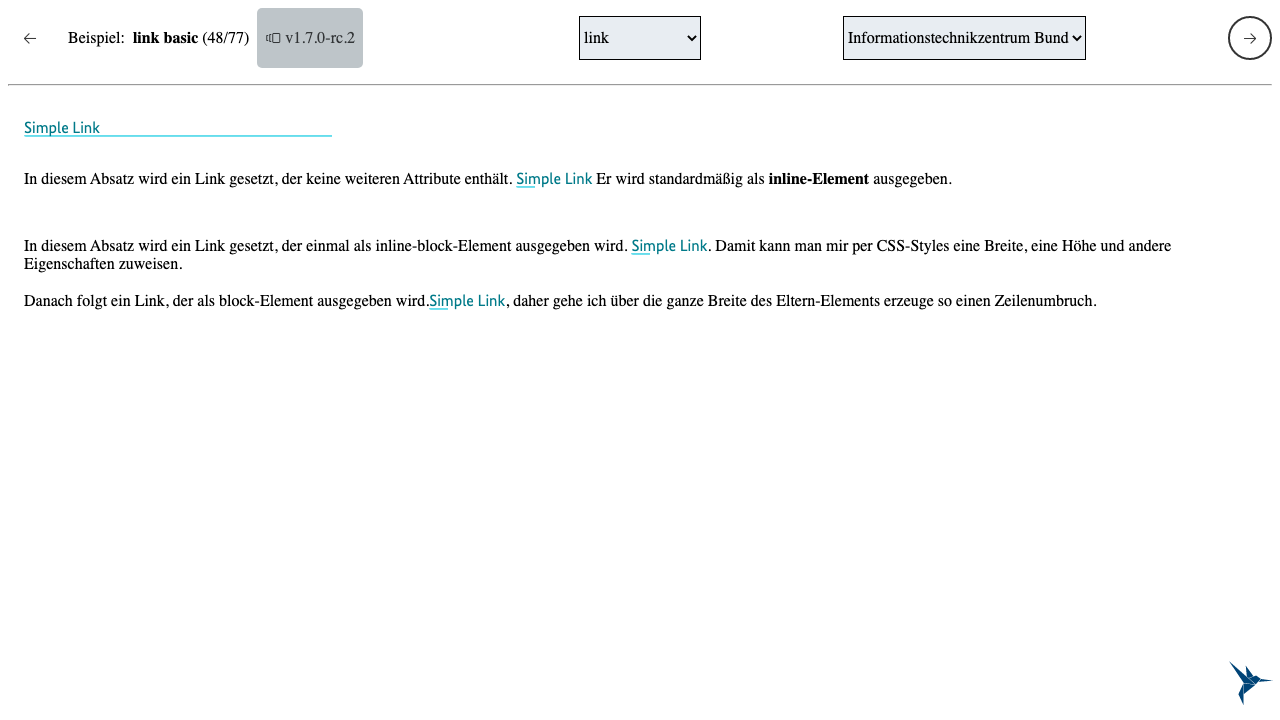 Beispiel: link basic (48/77) v1.7.0-rc.2 link Informationstechnikzentrum Bund
Simple Link
In diesem Absatz wird ein Link gesetzt, der keine weiteren Attribute enthält. Simple Link Er wird standardmäßig als inline-Element ausgegeben.
In diesem Absatz wird ein Link gesetzt, der einmal als inline-block-Element ausgegeben wird. Simple Link. Damit kann man mir per CSS-Styles eine Breite, eine Höhe und andere
Eigenschaften zuweisen.
Danach folgt ein Link, der als block-Element ausgegeben wird.Simple Link, daher gehe ich über die ganze Breite des Eltern-Elements erzeuge so einen Zeilenumbruch.